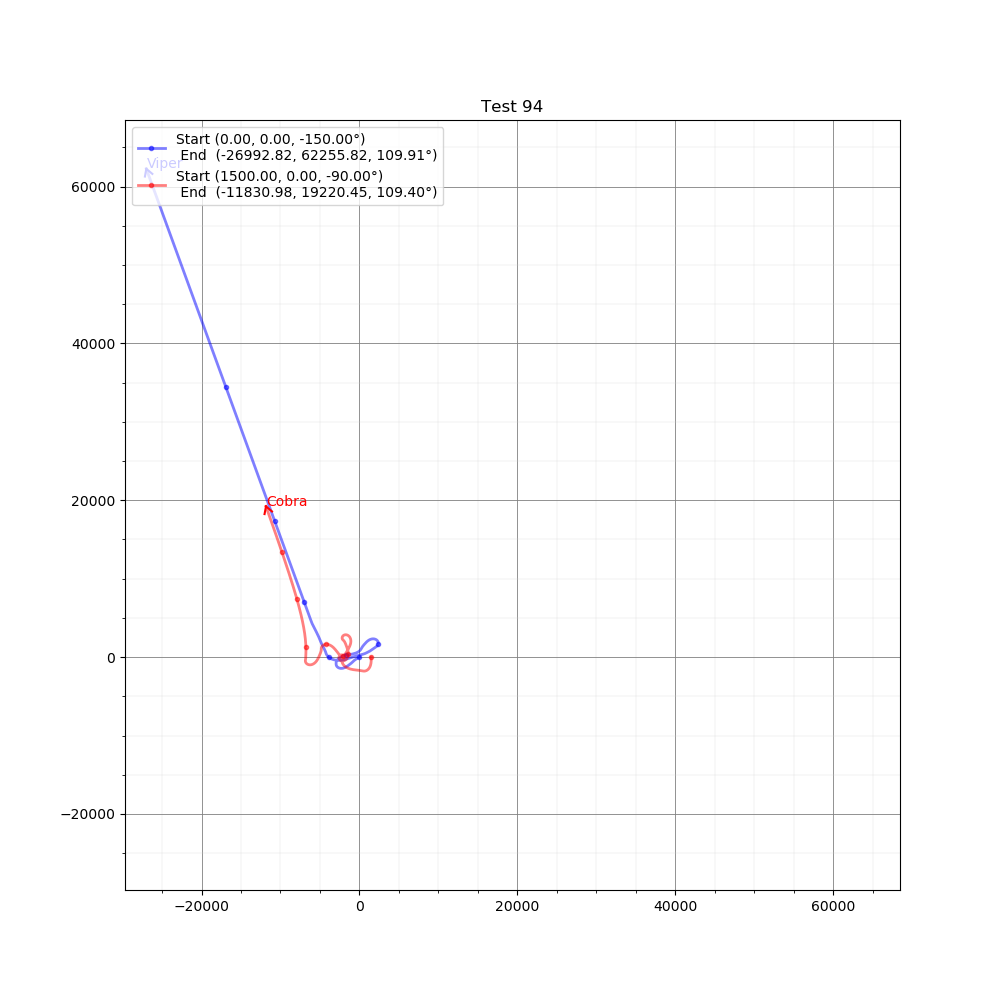 Test 94
Start (0.00, 0.00, -150.00°)
End (-26992.82, 62255.82, 109.91°)
Start (1500.00, 0.00, -90.00°)
End (-11830.98, 19220.45, 109.40°)
Viper
Cobra
60000
40000
20000
0
−20000
−20000
0
20000
40000
60000